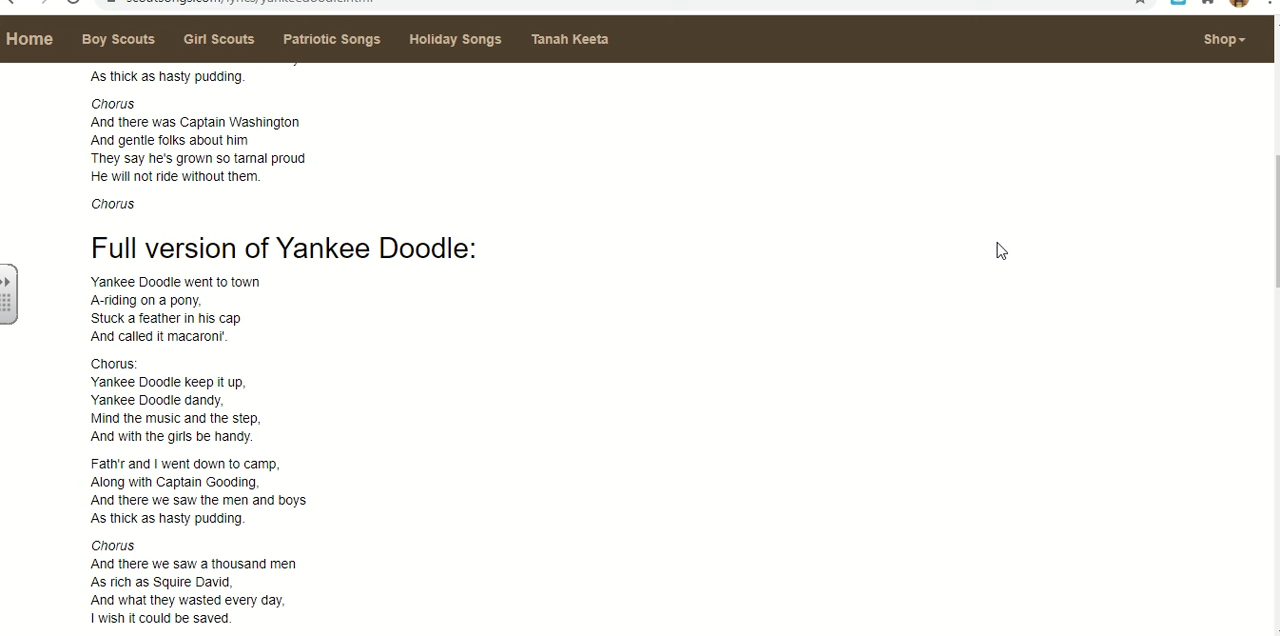 Home Boy Scouts Girl Scouts Patriotic Songs Holiday Songs Tanah Keeta Shop
As thick as hasty pudding.
Chorus
And there was Captain Washington
And gentle folks about him
They say he's grown so tarnal proud
He will not ride without them.
Chorus
Full version of Yankee Doodle:
Yankee Doodle went to town
A-riding on a pony,
Stuck a feather in his cap
And called it macaroni'.
Chorus:
Yankee Doodle keep it up,
Yankee Doodle dandy,
Mind the music and the step,
And with the girls be handy.
Fath'r and I went down to camp,
Along with Captain Gooding,
And there we saw the men and boys
As thick as hasty pudding.
Chorus
And there we saw a thousand men
As rich as Squire David,
And what they wasted every day,
I wish it could be saved.